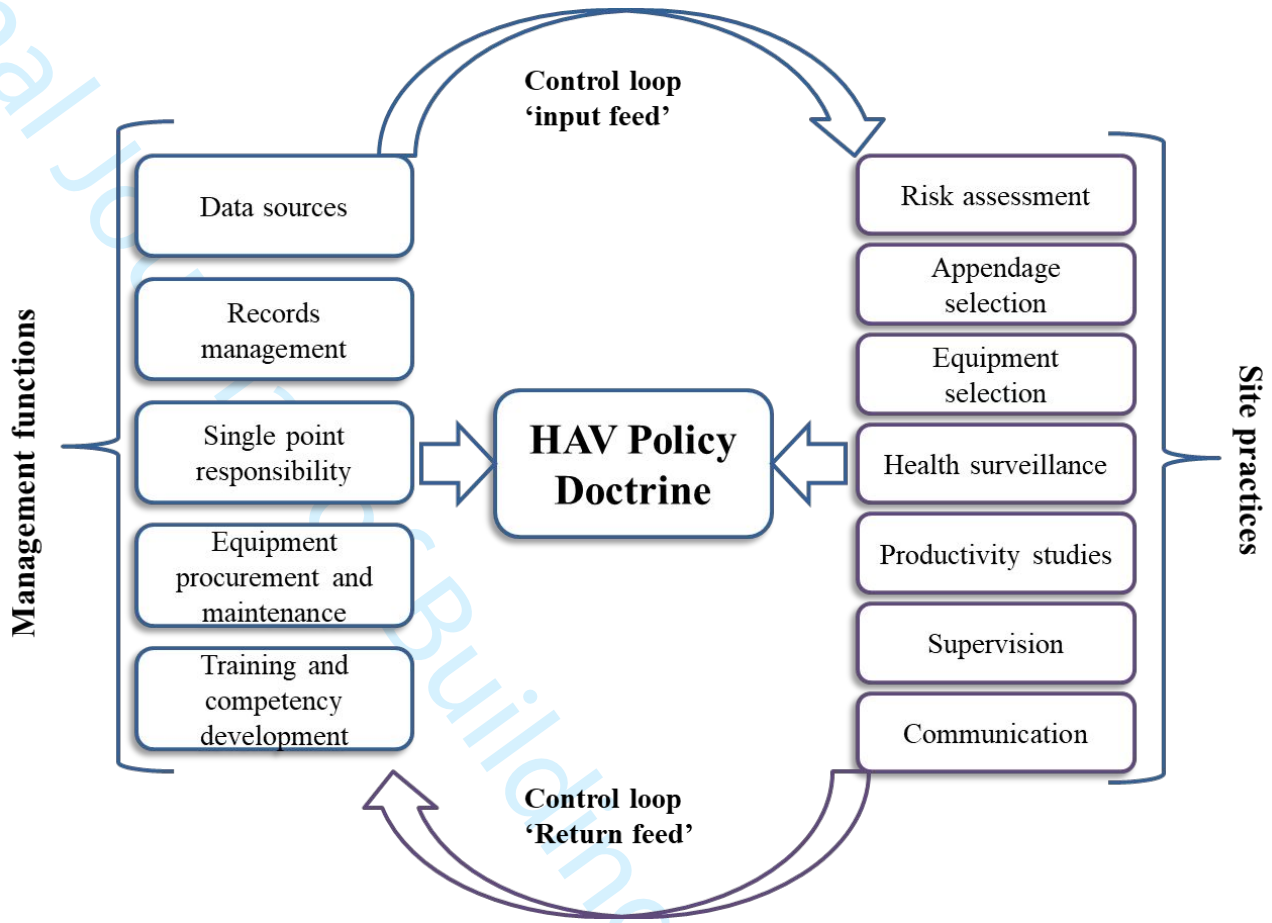 Control loop
‘input feed’
Management functions
Data sources
Records
management
Single point
responsibility
Equipment
procurement and
maintenance
Training and
competency
development
HAV Policy
Doctrine
Risk assessment
Appendage
selection
Equipment
selection
Health surveillance
Productivity studies
Supervision
Communication
Site practices
Control loop
‘Return feed’
Building